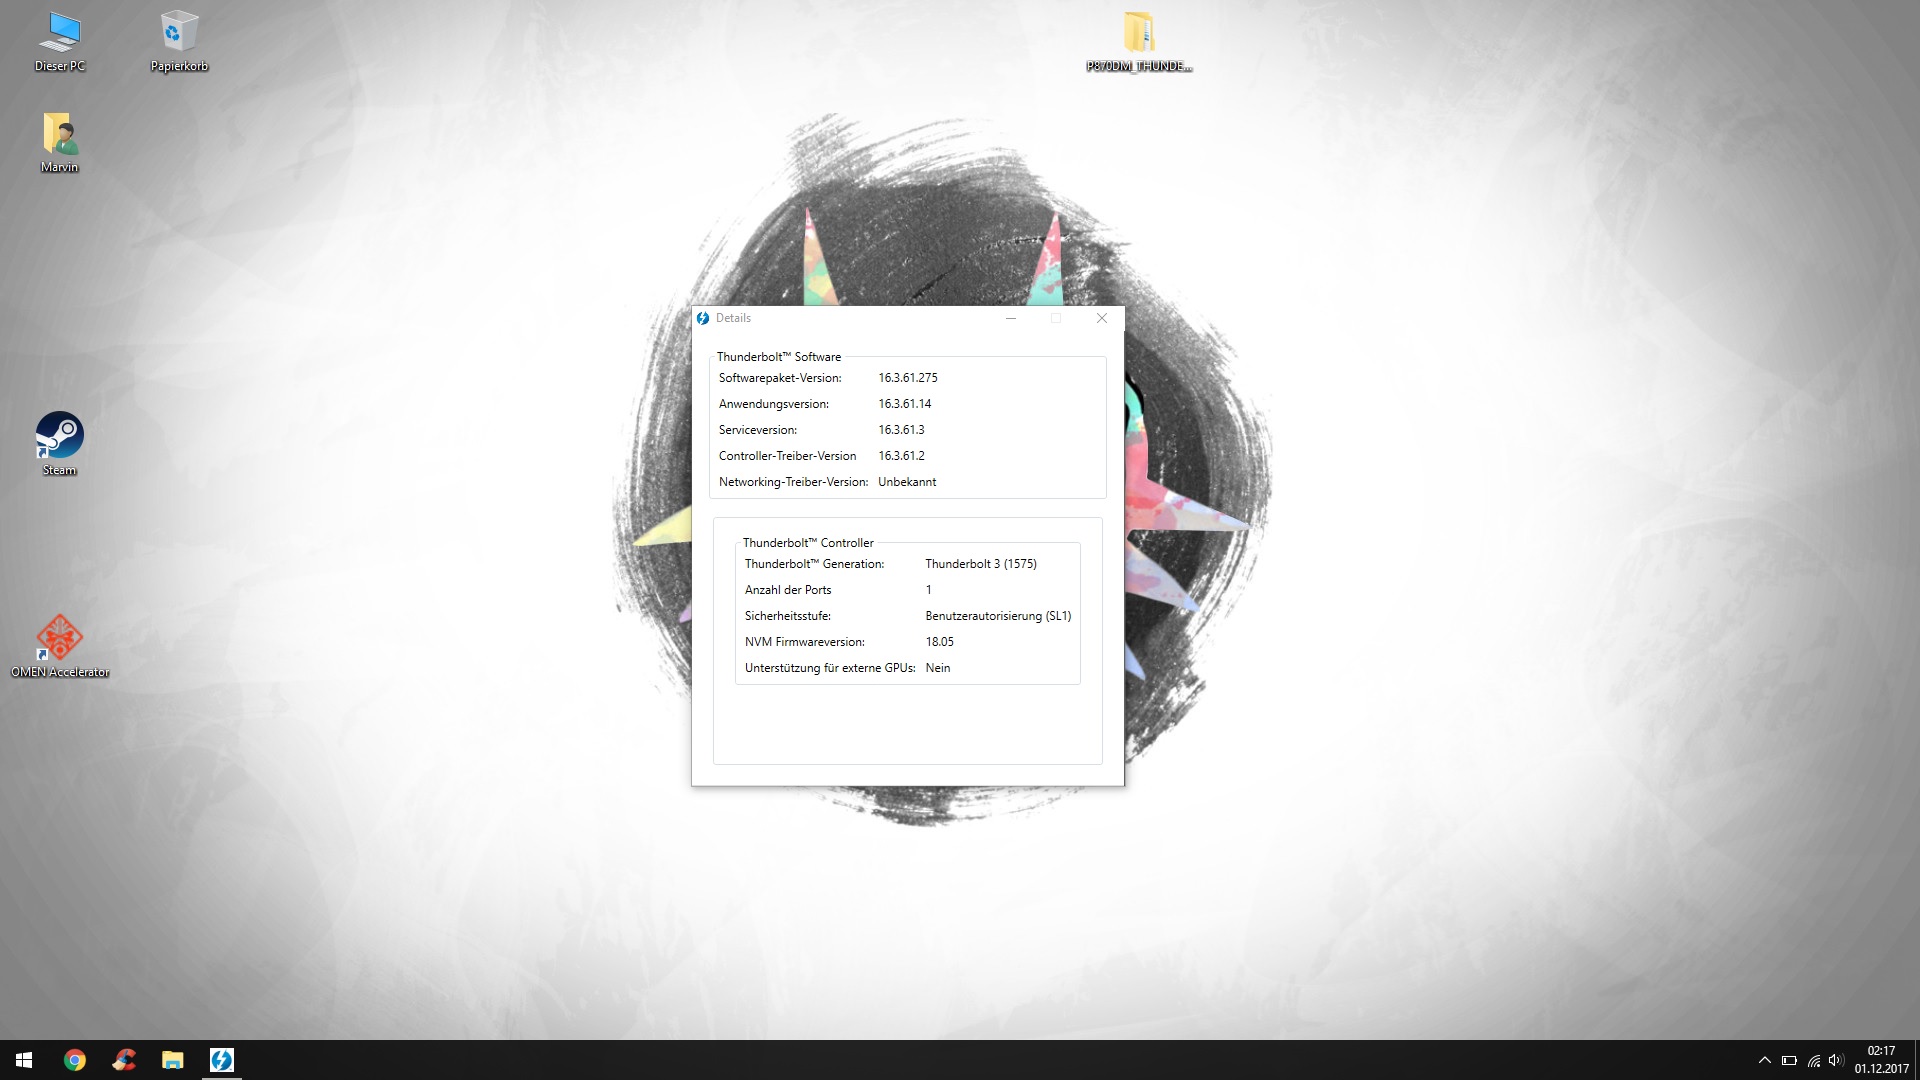 Dieser PC
Papierkorb
P870DM_THUNDE...
Marvin
Steam
OMEN Accelerator
Details
Thunderbolt™ Software
Softwarepaket-Version: 16.3.61.275
Anwendungsversion: 16.3.61.14
Serviceversion: 16.3.61.3
Controller-Treiber-Version 16.3.61.2
Networking-Treiber-Version: Unbekannt
Thunderbolt™ Controller
Thunderbolt™ Generation: Thunderbolt 3 (1575)
Anzahl der Ports 1
Sicherheitsstufe: Benutzerautorisierung (SL1)
NVM Firmwareversion: 18.05
Unterstützung für externe GPUs: Nein
02:17
01.12.2017